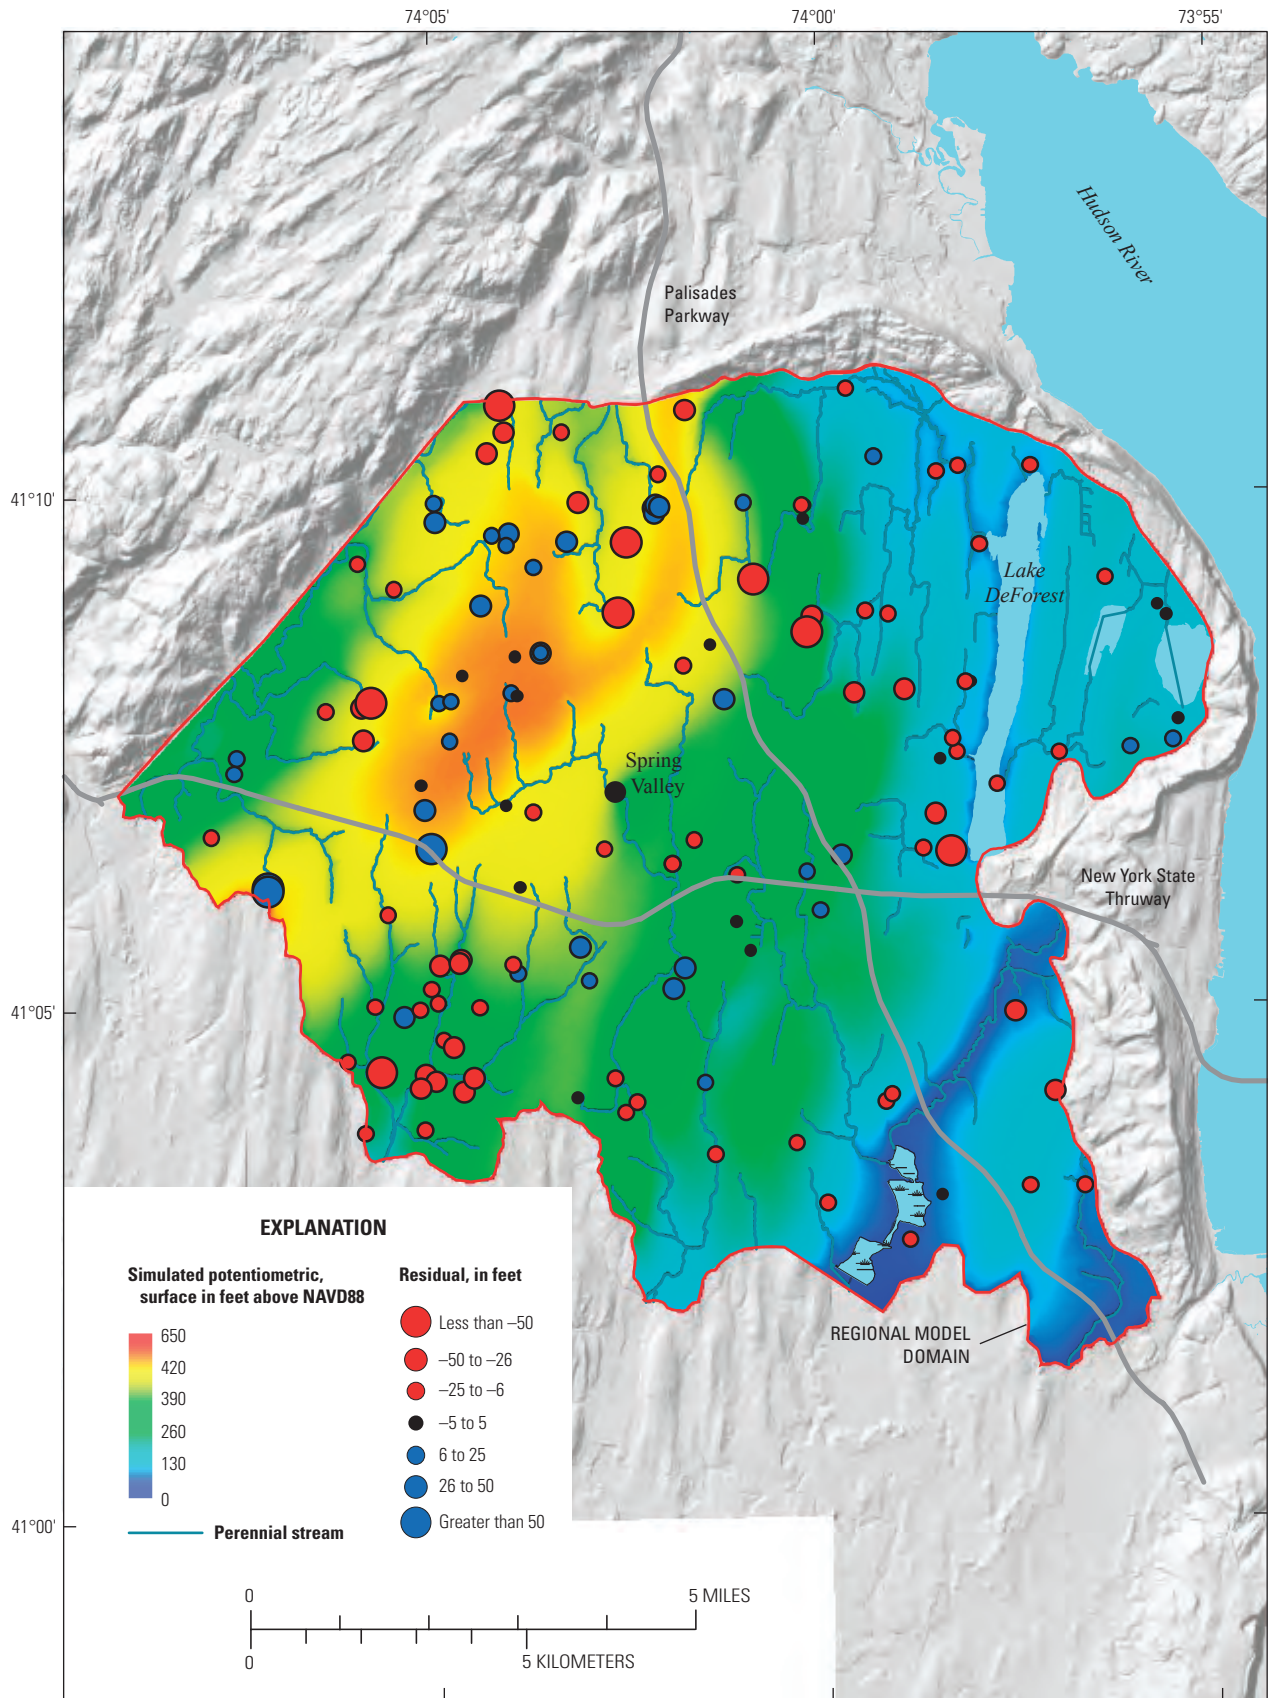 74°05'
74°00'
73°55'
Hudson River
Palisades
Parkway
41°10'
Lake
DeForest
Spring
Valley
New York State
Thruway
41°05'
EXPLANATION
Simulated potentiometric,
surface in feet above NAVD88
650
420
390
260
130
0
Perennial stream
Residual, in feet
Less than –50
–50 to –26
–25 to –6
–5 to 5
6 to 25
26 to 50
Greater than 50
REGIONAL MODEL
DOMAIN
41°00'
0
5 MILES
0
5 KILOMETERS